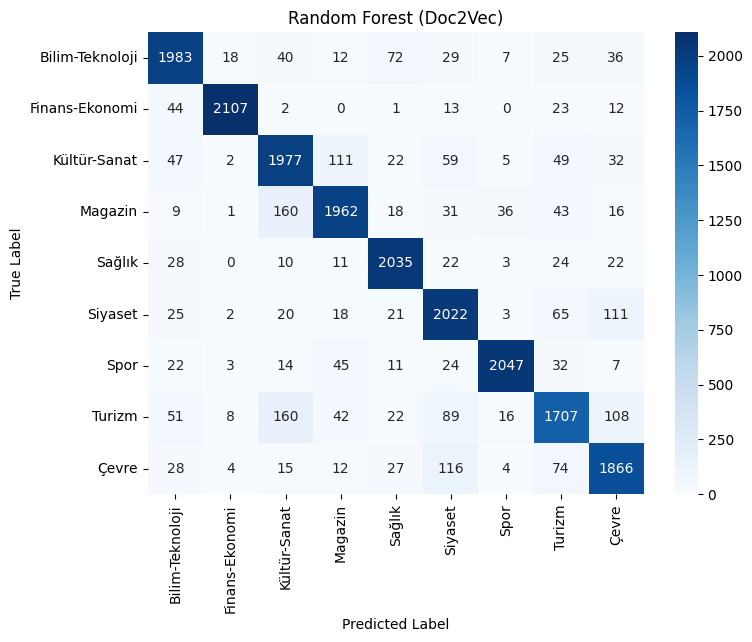 Random Forest (Doc2Vec)
True Label
Bilim-Teknoloji 1983 18 40 12 72 29 7 25 36
Finans-Ekonomi 44 2107 2 0 1 13 0 23 12
Kültür-Sanat 47 2 1977 111 22 59 5 49 32
Magazin 9 1 160 1962 18 31 36 43 16
Sağlık 28 0 10 11 2035 22 3 24 22
Siyaset 25 2 20 18 21 2022 3 65 111
Spor 22 3 14 45 11 24 2047 32 7
Turizm 51 8 160 42 22 89 16 1707 108
Çevre 28 4 15 12 27 116 4 74 1866
Bilim-Teknoloji
Finans-Ekonomi
Kültür-Sanat
Magazin
Sağlık
Siyaset
Spor
Turizm
Çevre
Predicted Label
2000
1750
1500
1250
1000
750
500
250
0